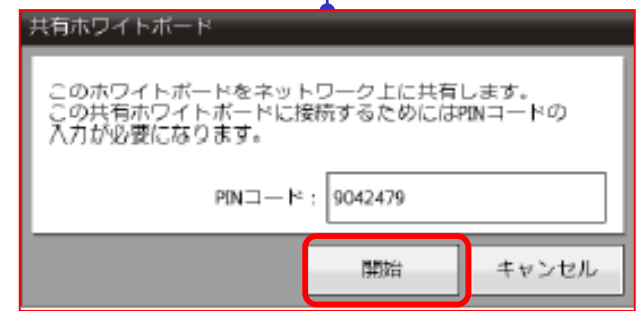 共有ホワイトボード
このホワイトボードをネットワーク上に共有します。
この共有ホワイトボードに接続するためにはPINコードの
入力が必要になります。
PINコード： 9042479
開始 キャンセル